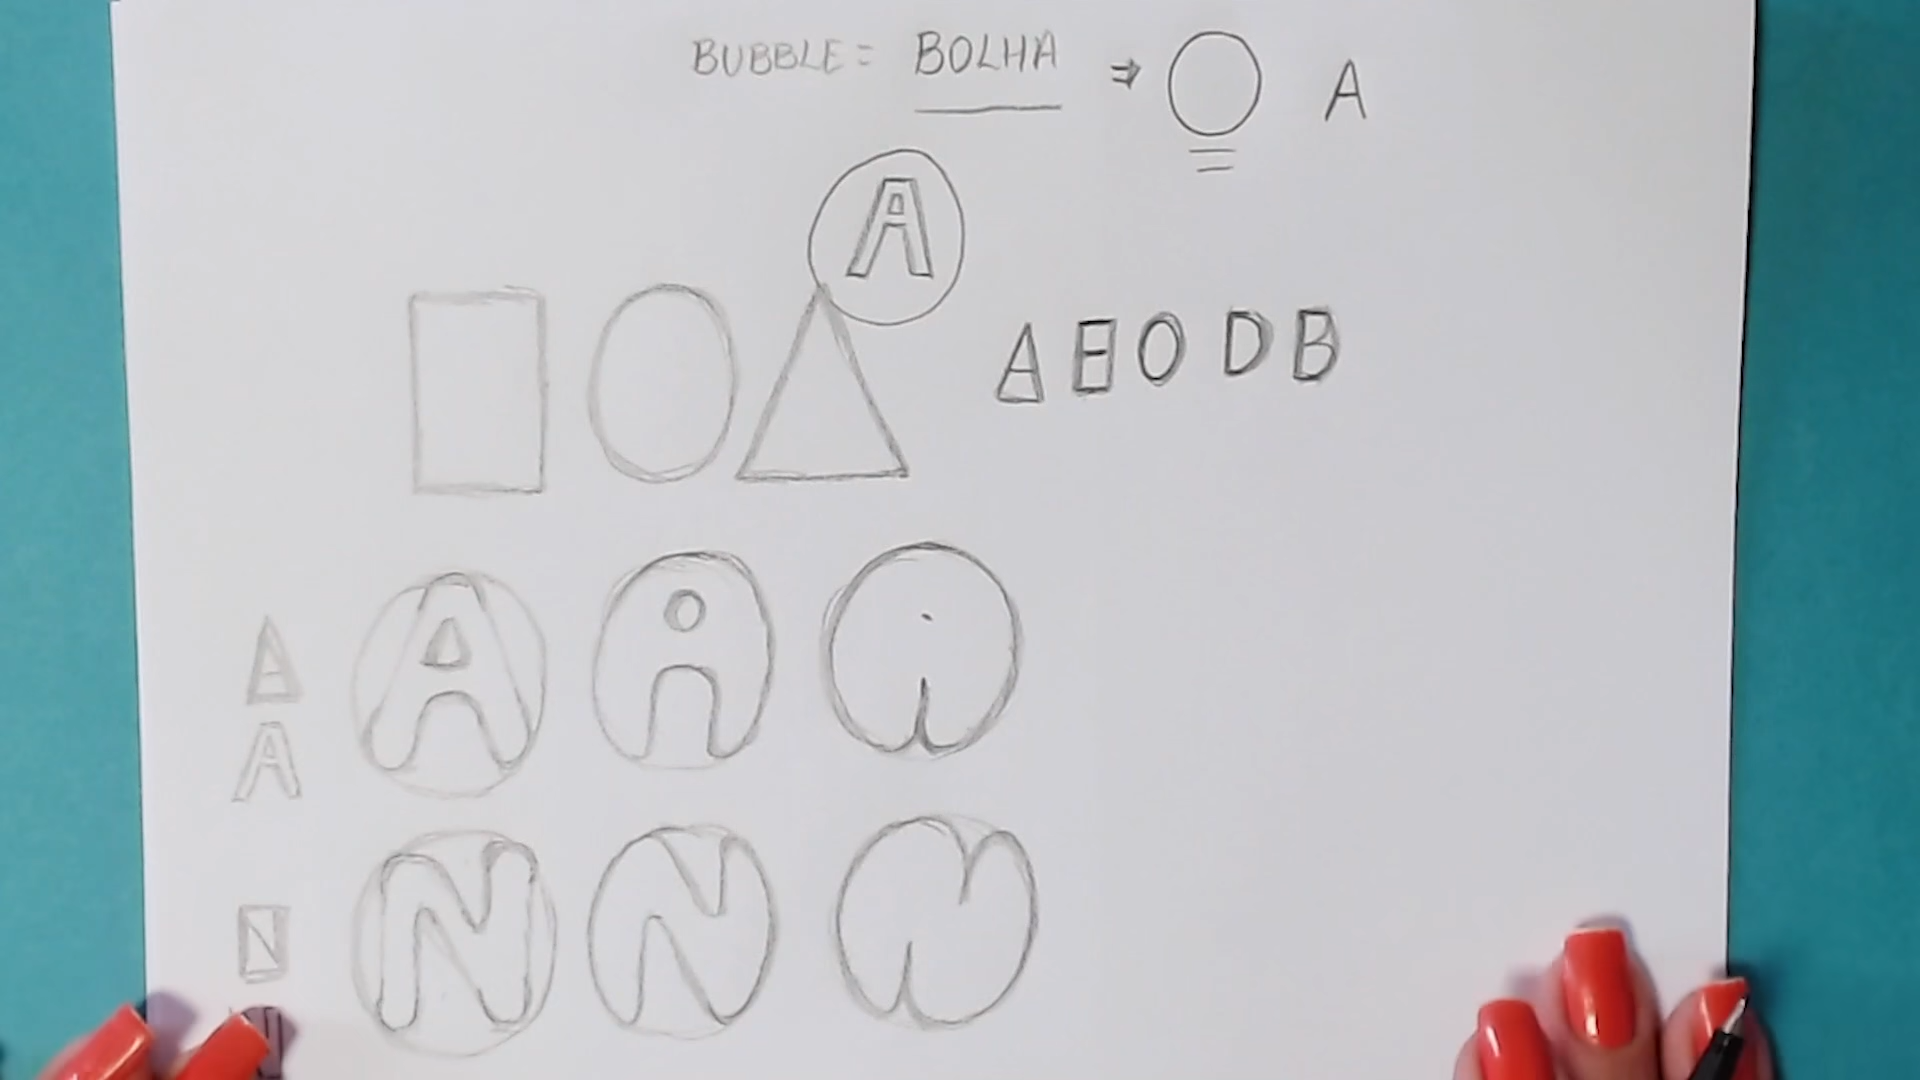 BUBBLE = BOLHA ⇒ O A
A
A E O D B
A A A A
A
N N N N